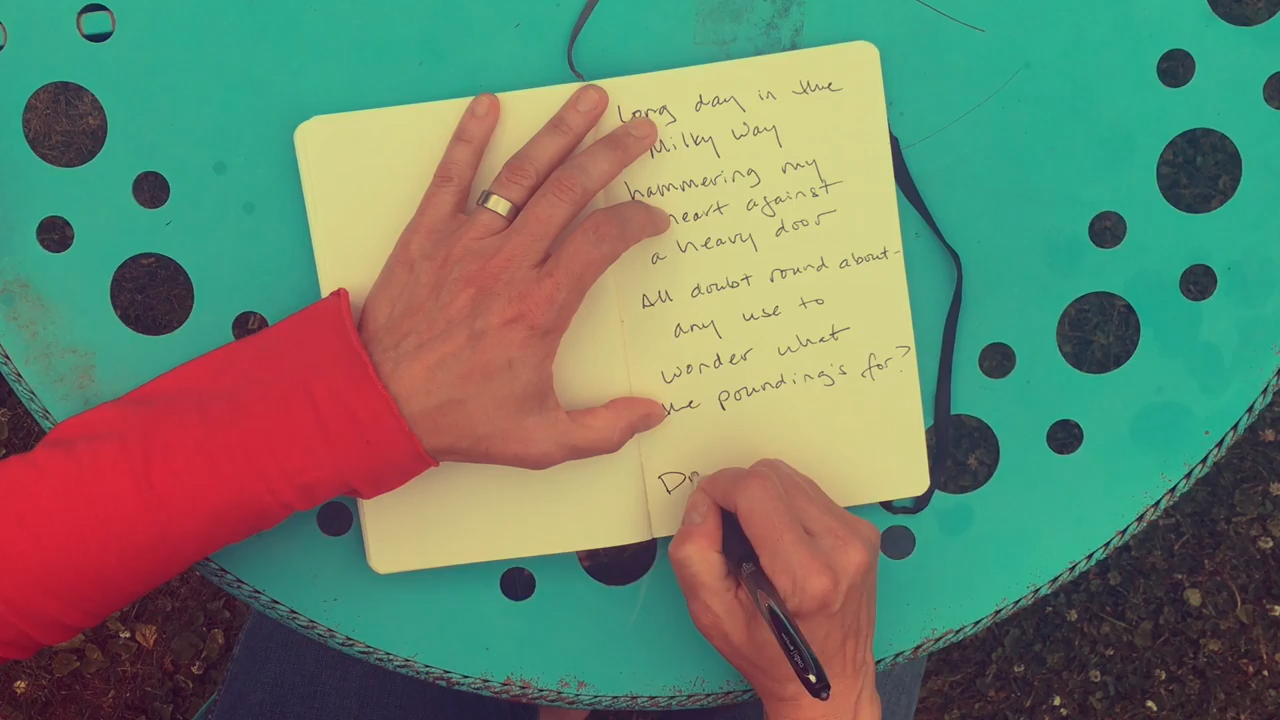 Long day in the
Milky Way
hammering my
heart against
a heavy door
All doubt round about-
any use to
wonder what
the pounding's for?